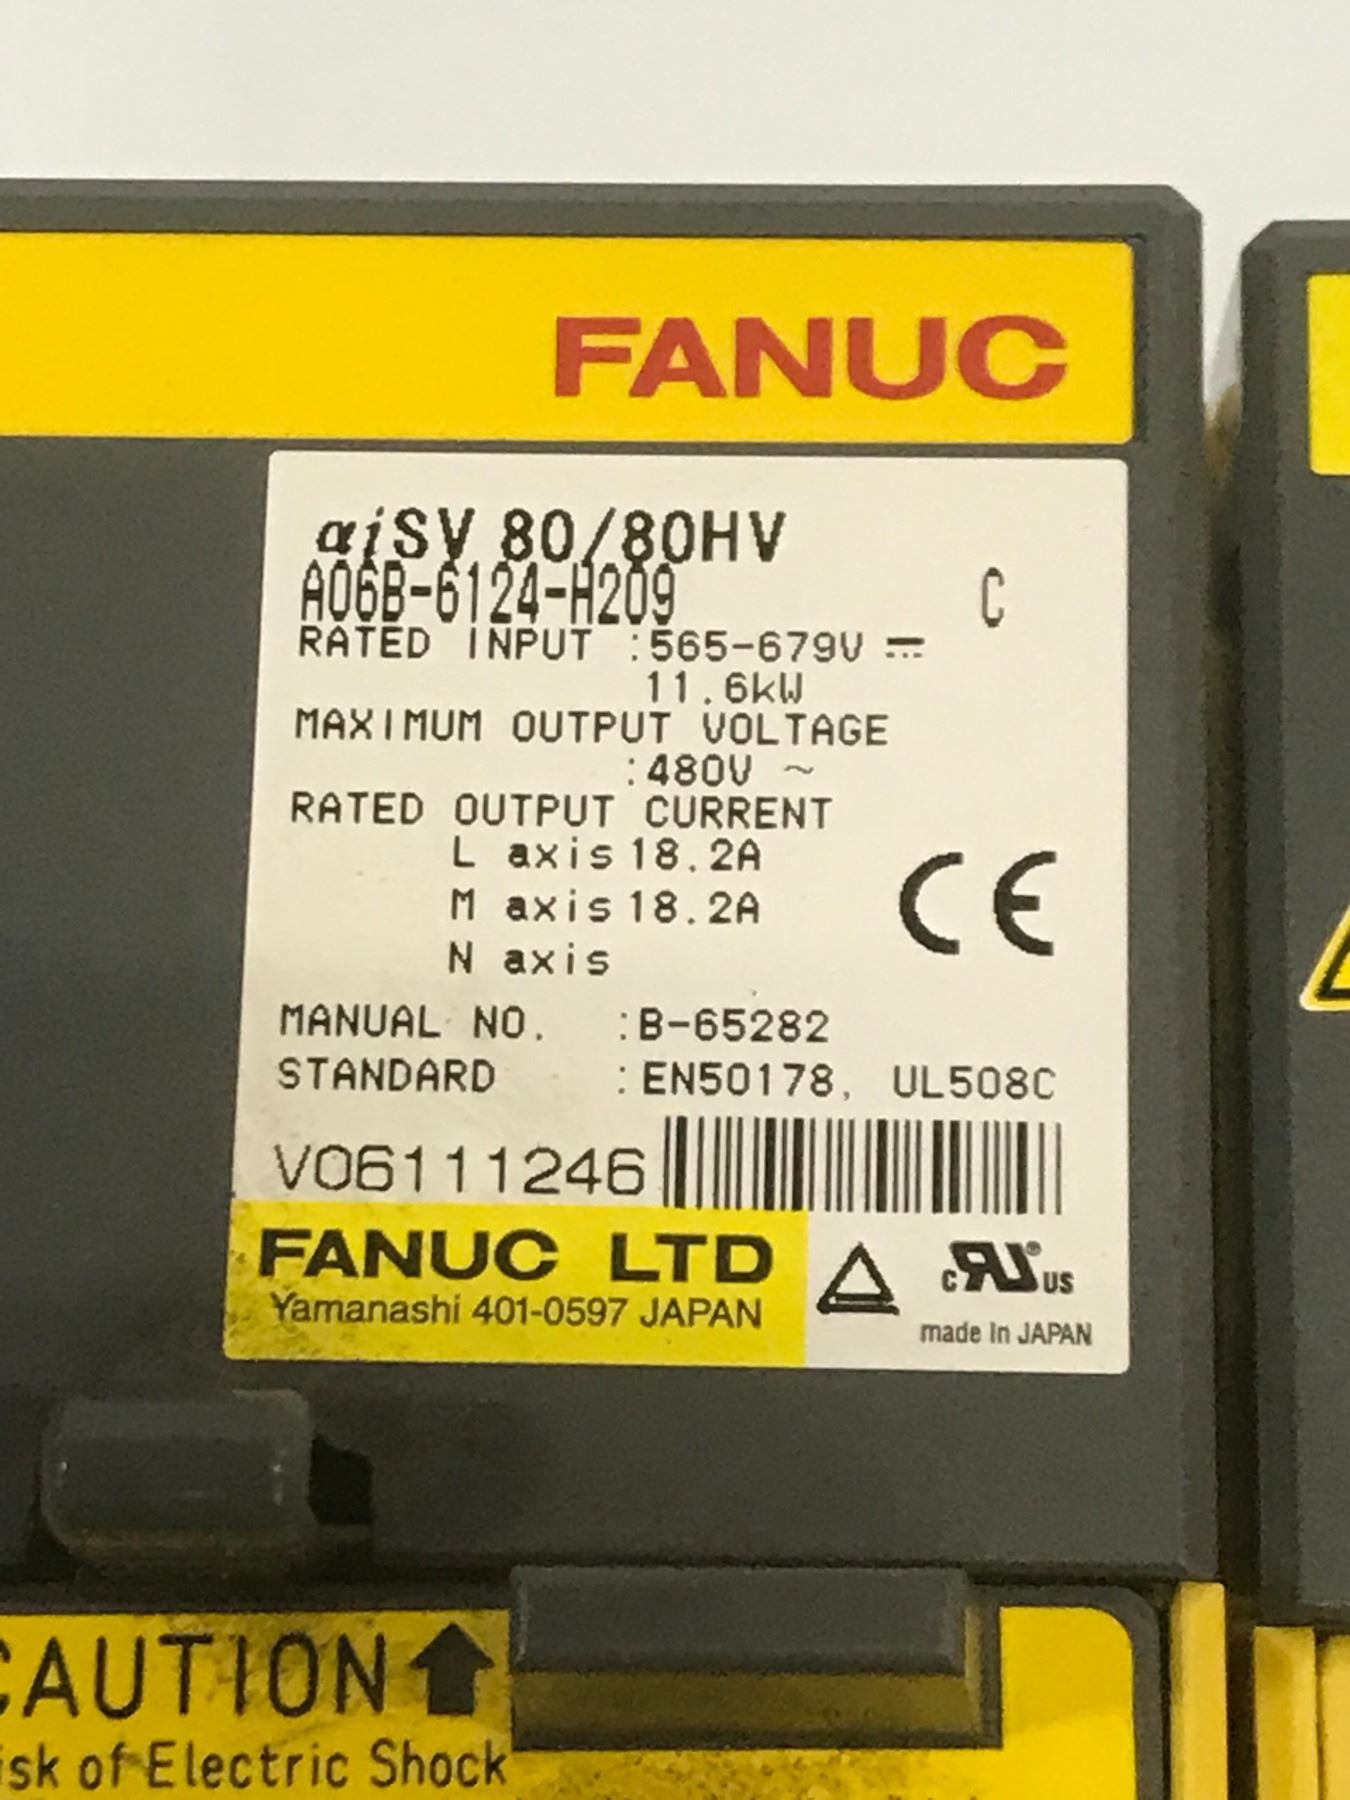 FANUC
αiSV 80/80HV
A06B-6124-H209 C
RATED INPUT :565-679V ⎓
11.6kW
MAXIMUM OUTPUT VOLTAGE
:480V ~
RATED OUTPUT CURRENT
L axis 18.2A
M axis 18.2A
N axis
CE
MANUAL NO. :B-65282
STANDARD :EN50178, UL508C
V06111246
FANUC LTD
Yamanashi 401-0597 JAPAN
c RU ® US
made in JAPAN
CAUTION
isk of Electric Shock